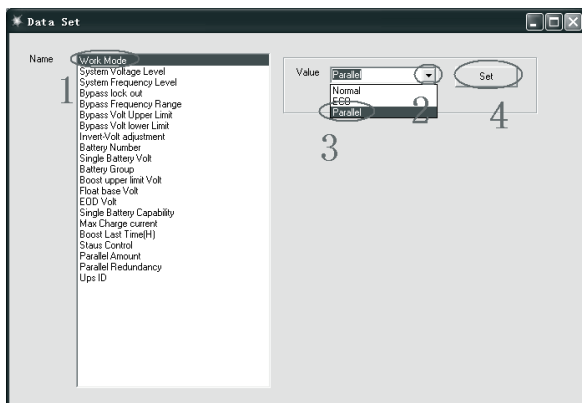 Data Set
Name
Work Mode
System Voltage Level
System Frequency Level
Bypass lock out
Bypass Frequency Range
Bypass Volt Upper Limit
Bypass Volt lower Limit
Invert-Volt adjustment
Battery Number
Single Battery Volt
Battery Group
Boost upper limit Volt
Float base Volt
EOD Volt
Single Battery Capability
Max Charge current
Boost Last Time(H)
Staus Control
Parallel Amount
Parallel Redundancy
Ups ID
1
Value
Parallel
Set
Normal
ECO
Parallel
2
3
4